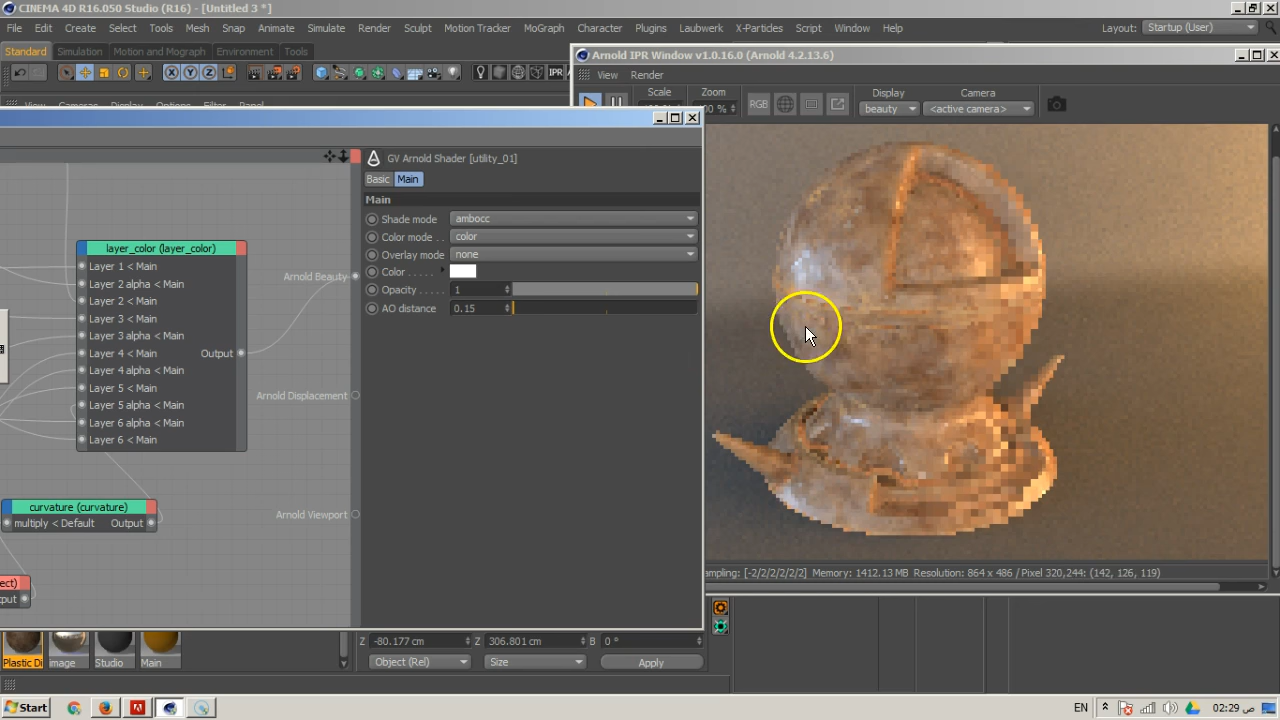 CINEMA 4D R16.050 Studio (R16) - [Untitled 3 *]
File Edit Create Select Tools Mesh Snap Animate Simulate Render Sculpt Motion Tracker MoGraph Character Plugins Laubwerk X-Particles Script Window Help Layout: Startup (User)
Standard Simulation Motion and Mograph Environment Tools
Arnold IPR Window v1.0.16.0 (Arnold 4.2.13.6)
X Y Z IPR
View Render
Scale Zoom Display Camera
RGB beauty <active camera>
View Cameras Display Options Filter Panel
GV Arnold Shader [utility_01]
Basic Main
Main
Shade mode ambocc
Color mode . . color
Overlay mode none
Color . . . . . .
Opacity . . . . . 1
AO distance 0.15
layer_color (layer_color)
Layer 1 < Main
Layer 2 alpha < Main
Layer 2 < Main
Layer 3 < Main
Layer 3 alpha < Main
Layer 4 < Main
Layer 4 alpha < Main
Layer 5 < Main
Layer 5 alpha < Main
Layer 6 alpha < Main
Layer 6 < Main
Output
Arnold Beauty
Arnold Displacement
Arnold Viewport
curvature (curvature)
multiply < Default Output
ampling: [-2/2/2/2/2/2] Memory: 1412.13 MB Resolution: 864 x 486 / Pixel 320,244: (142, 126, 119)
Plastic Di image Studio Main
Z -80.177 cm Z 306.801 cm B 0 °
Object (Rel) Size Apply
Start EN 02:29 ص